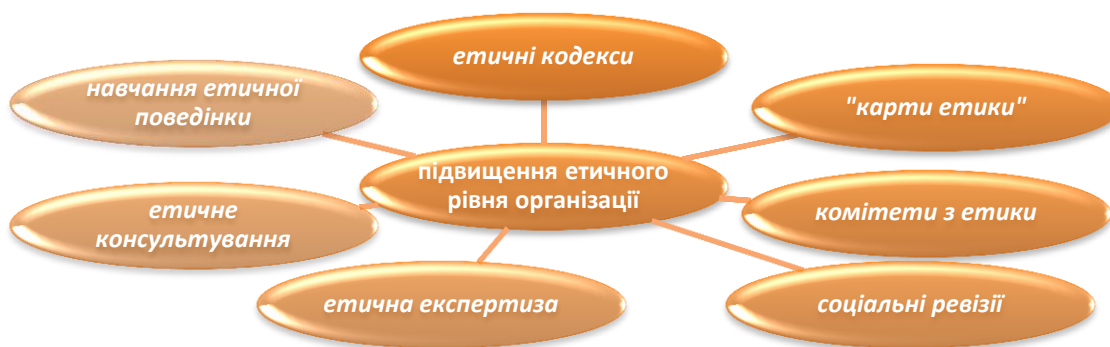 етичні кодекси
навчання етичної
поведінки
"карти етики"
підвищення етичного
рівня організації
етичне
консультування
комітети з етики
етична експертиза
соціальні ревізії